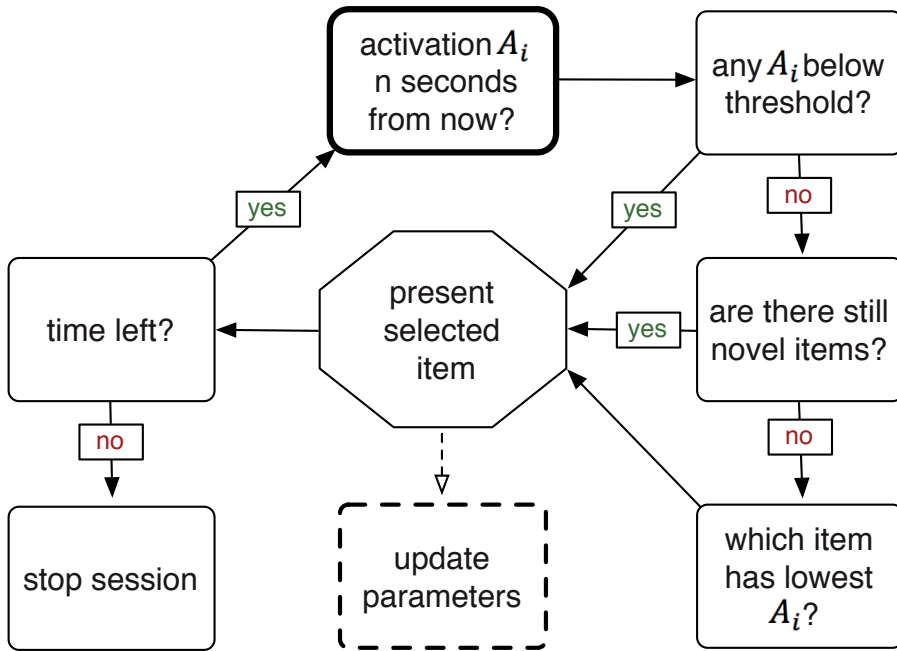 activation A_i
n seconds
from now?
any A_i below
threshold?
yes
yes
no
time left?
present
selected
item
yes
are there still
novel items?
no
no
stop session
update
parameters
which item
has lowest
A_i?